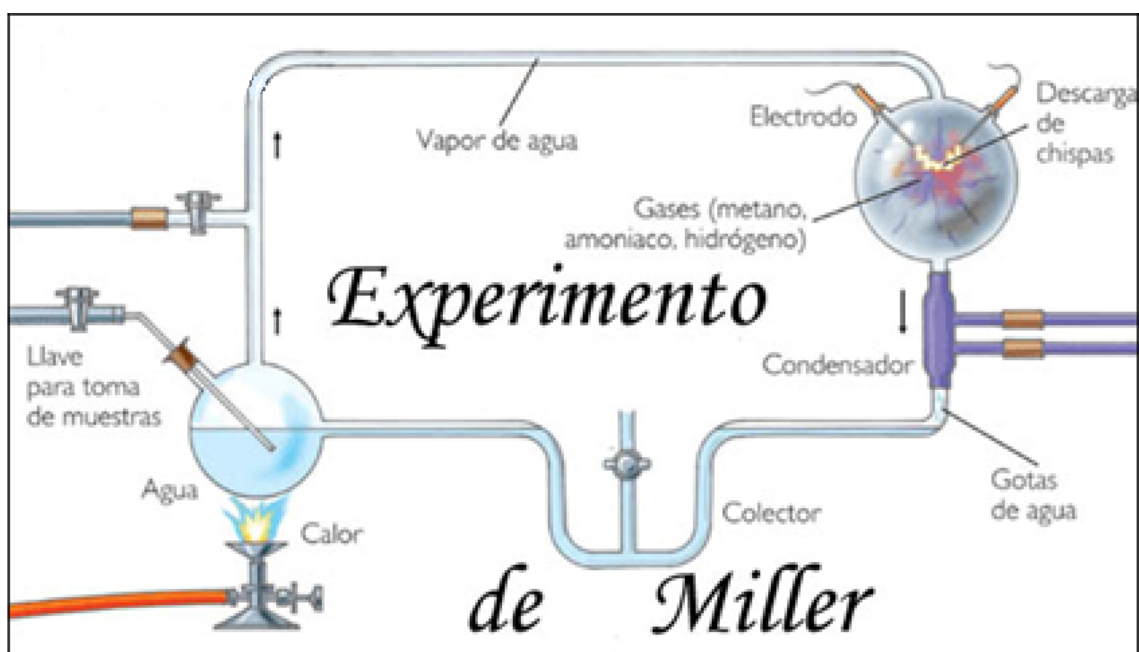 Vapor de agua
Electrodo
Descarga
de
chispas
Gases (metano,
amoniaco, hidrógeno)
Experimento
Llave
para toma
de muestras
Condensador
Agua
Calor
Colector
Gotas
de agua
de Miller